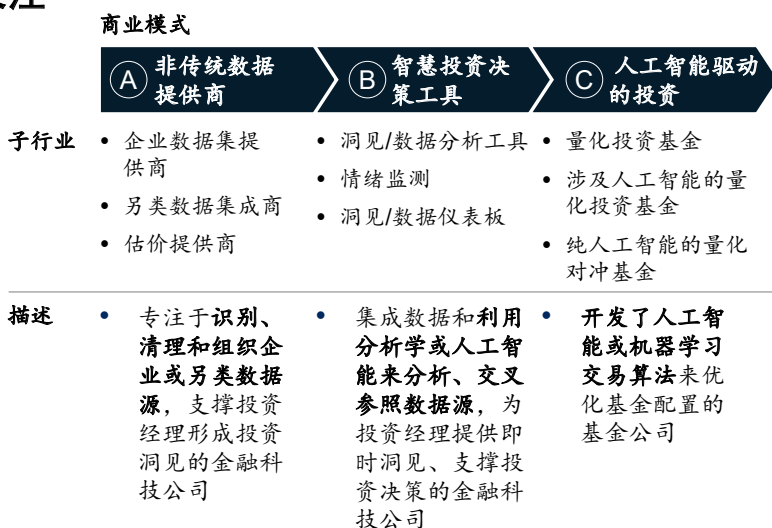 商业模式
A 非传统数据
提供商
B 智慧投资决
策工具
C 人工智能驱动
的投资
子行业
• 企业数据集提
供商
• 另类数据集成商
• 估价提供商
• 洞见/数据分析工具
• 情绪监测
• 洞见/数据仪表板
• 量化投资基金
• 涉及人工智能的量
化投资基金
• 纯人工智能的量化
对冲基金
描述
• 专注于识别、
清理和组织企
业或另类数据
源，支撑投资
经理形成投资
洞见的金融科
技公司
• 集成数据和利用
分析学或人工智
能来分析、交叉
参照数据源，为
投资经理提供即
时洞见、支撑投
资决策的金融科
技公司
• 开发了人工智
能或机器学习
交易算法来优
化基金配置的
基金公司